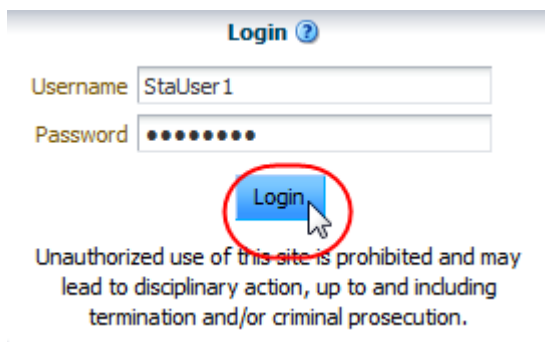 Login ?
Username StaUser1
Password ••••••••
Login
Unauthorized use of this site is prohibited and may
lead to disciplinary action, up to and including
termination and/or criminal prosecution.